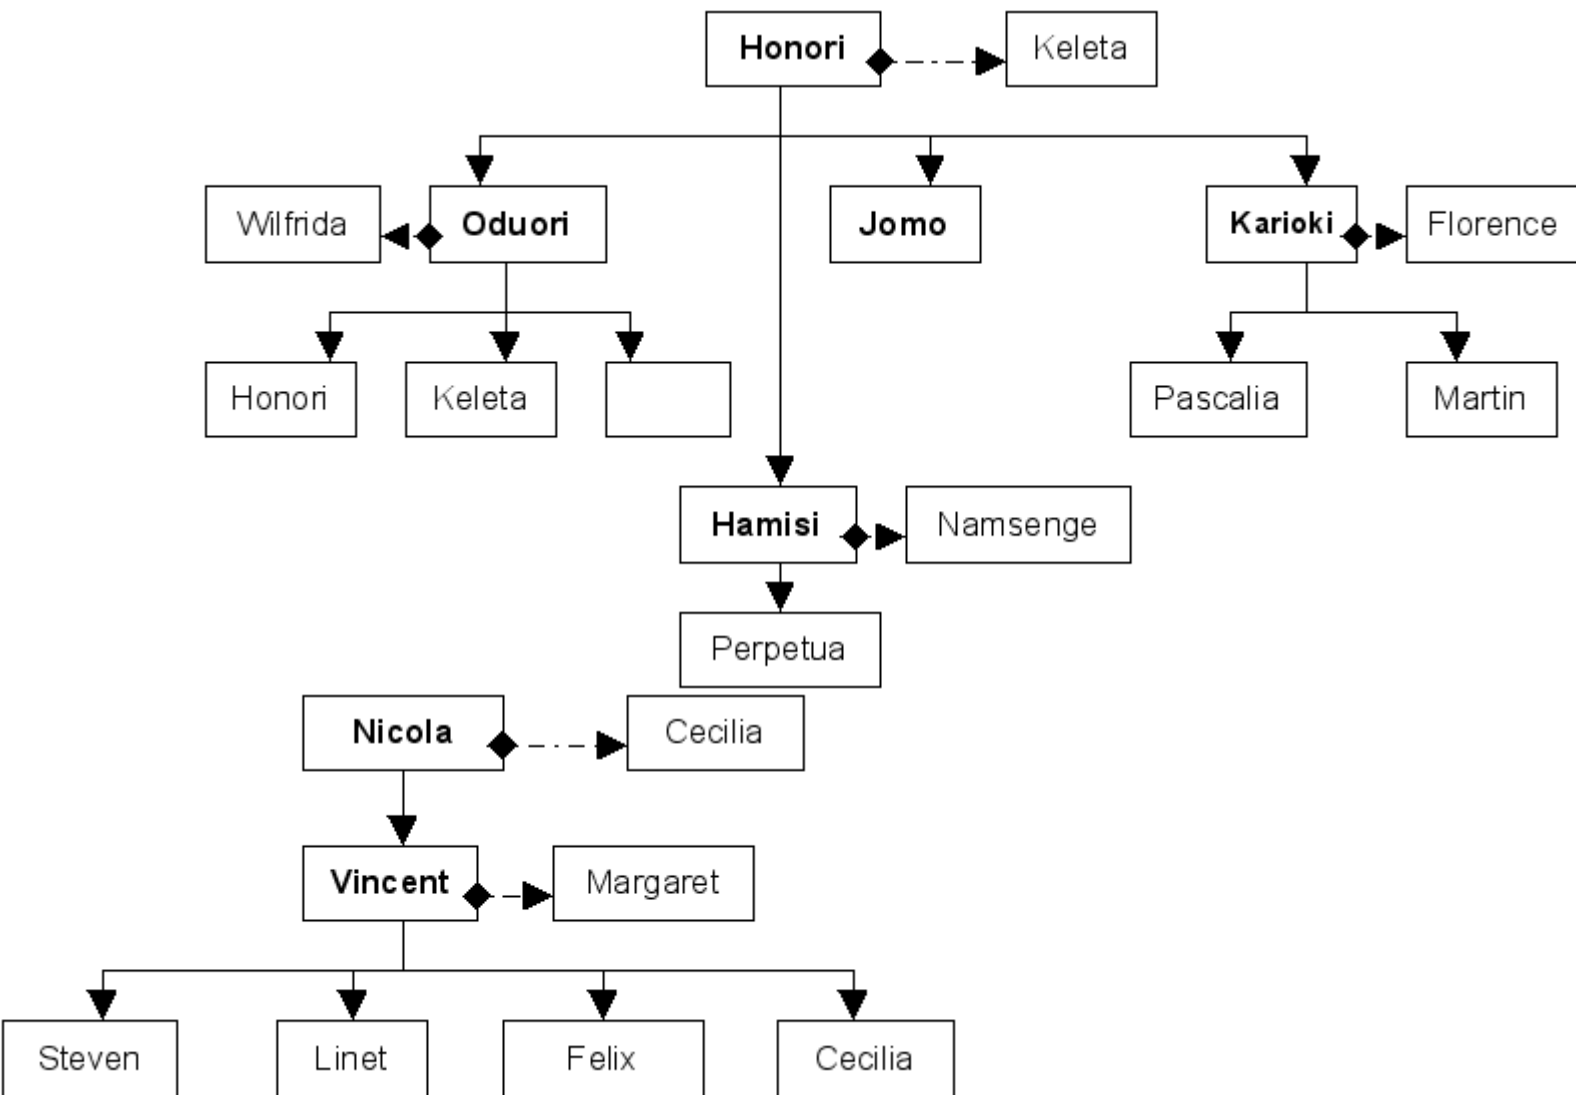 Honori
Keleta
Wilfrida
Oduori
Jomo
Karioki
Florence
Honori
Keleta
Pascalia
Martin
Hamisi
Namsenge
Perpetua
Nicola
Cecilia
Vincent
Margaret
Steven
Linet
Felix
Cecilia